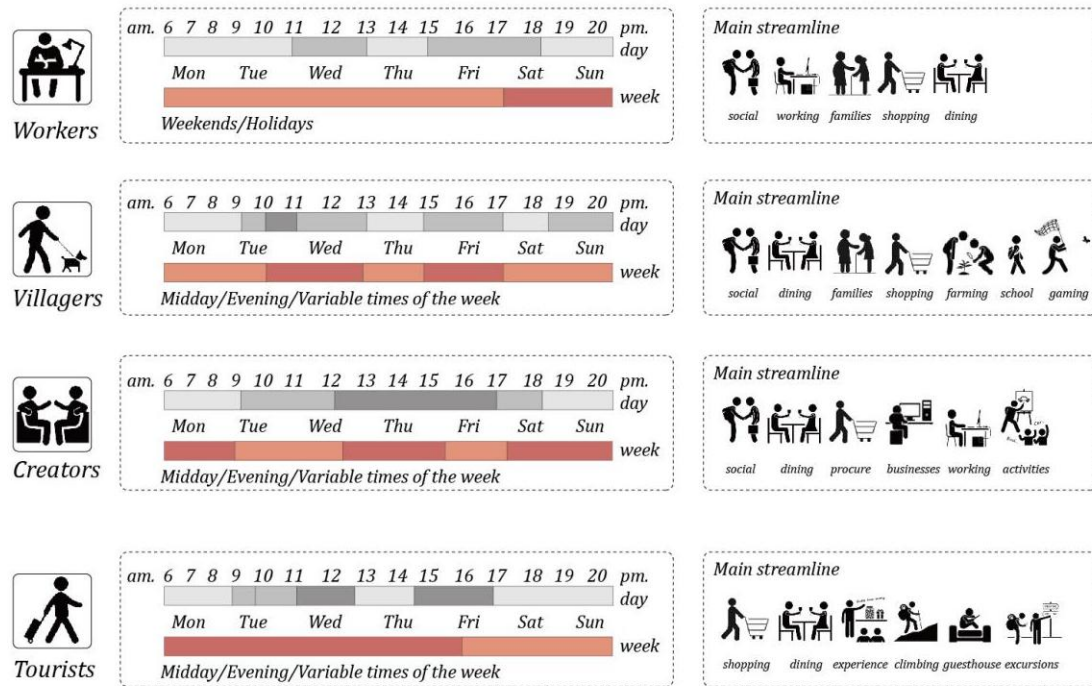 am. 6 7 8 9 10 11 12 13 14 15 16 17 18 19 20 pm.
day
Mon Tue Wed Thu Fri Sat Sun
week
Weekends/Holidays
Workers
Main streamline
social working families shopping dining
am. 6 7 8 9 10 11 12 13 14 15 16 17 18 19 20 pm.
day
Mon Tue Wed Thu Fri Sat Sun
week
Midday/Evening/Variable times of the week
Villagers
Main streamline
social dining families shopping farming school gaming
am. 6 7 8 9 10 11 12 13 14 15 16 17 18 19 20 pm.
day
Mon Tue Wed Thu Fri Sat Sun
week
Midday/Evening/Variable times of the week
Creators
Main streamline
social dining procure businesses working activities
am. 6 7 8 9 10 11 12 13 14 15 16 17 18 19 20 pm.
day
Mon Tue Wed Thu Fri Sat Sun
week
Midday/Evening/Variable times of the week
Tourists
Main streamline
shopping dining experience climbing guesthouse excursions